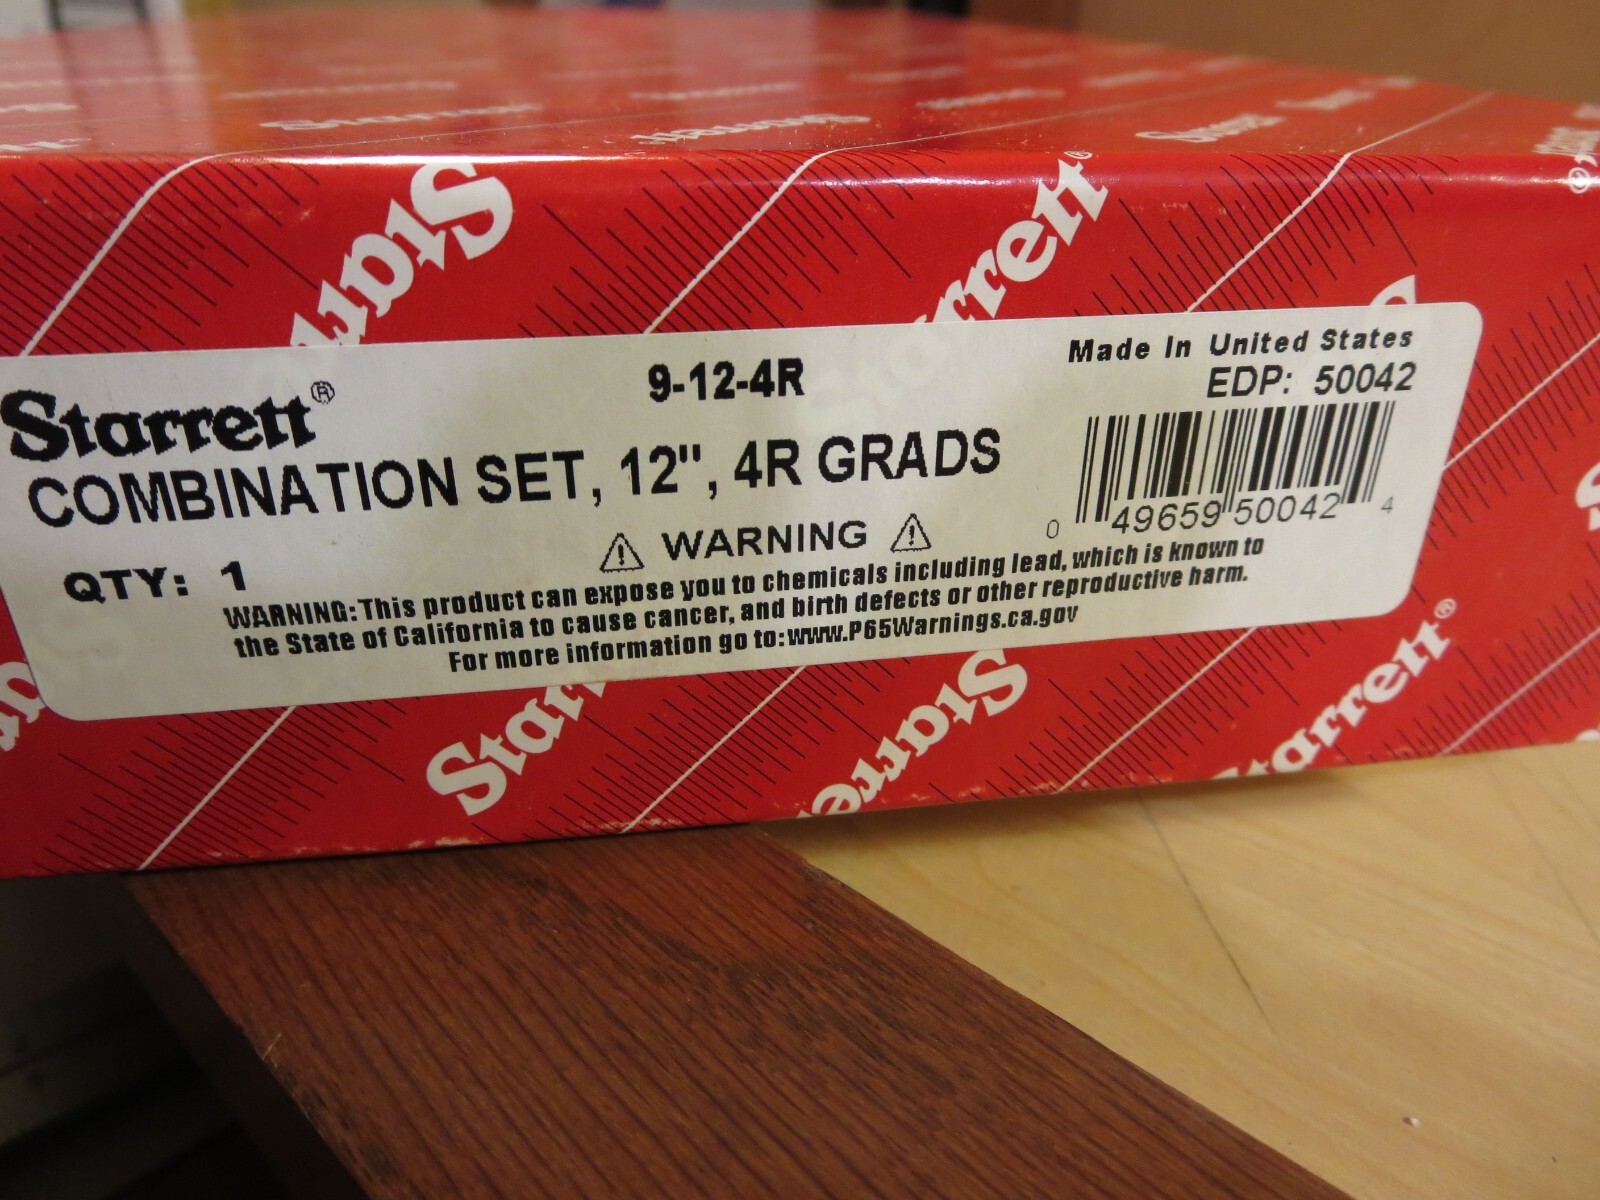 Starrett®
Starrett®
9-12-4R
Made In United States
EDP: 50042
Starrett®
COMBINATION SET, 12", 4R GRADS
0 49659 50042 4
QTY: 1
⚠ WARNING ⚠
WARNING: This product can expose you to chemicals including lead, which is known to
the State of California to cause cancer, and birth defects or other reproductive harm.
For more information go to: www.P65Warnings.ca.gov
Starrett®